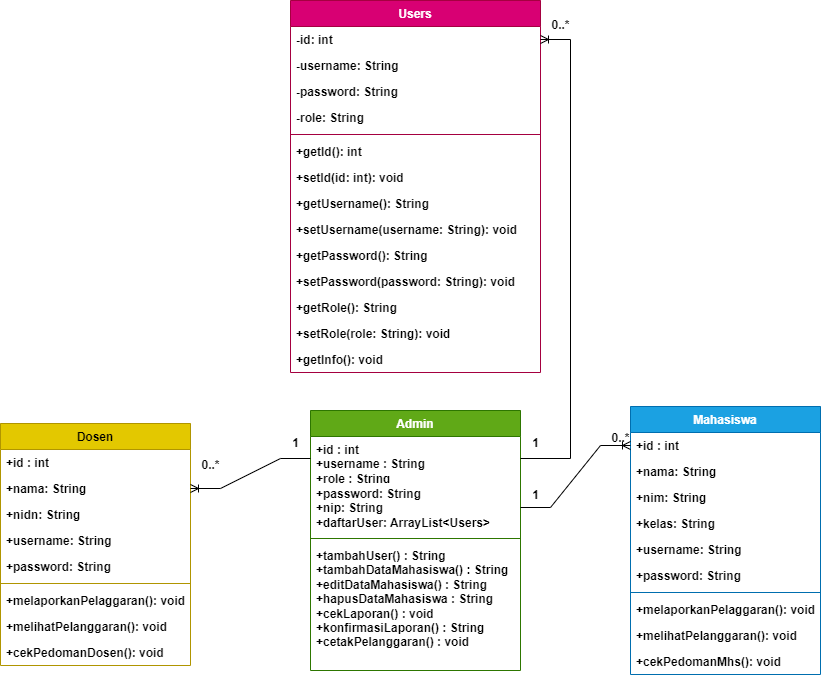 Users
-id: int
-username: String
-password: String
-role: String
+getId(): int
+setId(id: int): void
+getUsername(): String
+setUsername(username: String): void
+getPassword(): String
+setPassword(password: String): void
+getRole(): String
+setRole(role: String): void
+getInfo(): void
0..*
Dosen
+id : int
+nama: String
+nidn: String
+username: String
+password: String
+melaporkanPelaggaran(): void
+melihatPelanggaran(): void
+cekPedomanDosen(): void
0..*
1
Admin
+id : int
+username : String
+role : String
+password: String
+nip: String
+daftarUser: ArrayList<Users>
+tambahUser() : String
+tambahDataMahasiswa() : String
+editDataMahasiswa() : String
+hapusDataMahasiswa : String
+cekLaporan() : void
+konfirmasiLaporan() : String
+cetakPelanggaran() : void
1
1
0..*
Mahasiswa
+id : int
+nama: String
+nim: String
+kelas: String
+username: String
+password: String
+melaporkanPelaggaran(): void
+melihatPelanggaran(): void
+cekPedomanMhs(): void